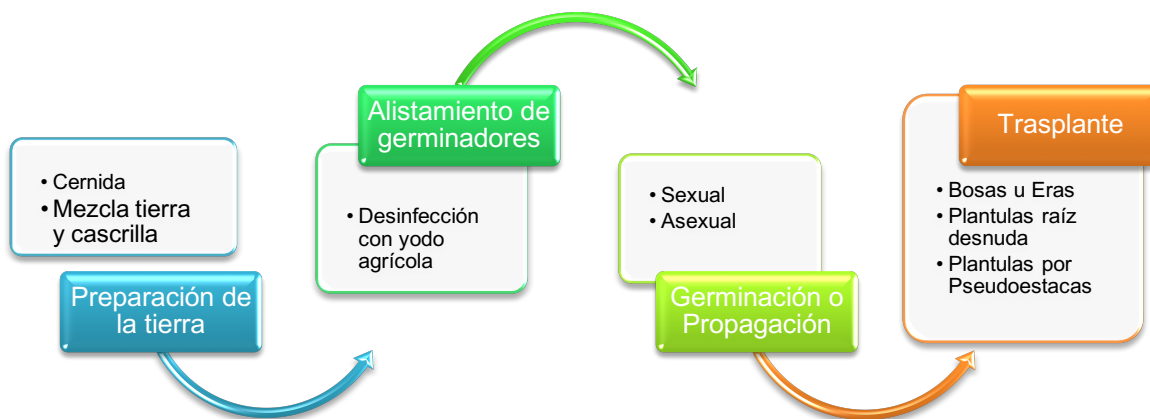 • Cernida
• Mezcla tierra
y cascrilla
Preparación de
la tierra
Alistamiento de
germinadores
• Desinfección
con yodo
agrícola
• Sexual
• Asexual
Germinación o
Propagación
Trasplante
• Bosas u Eras
• Plantulas raíz
desnuda
• Plantulas por
Pseudoestacas